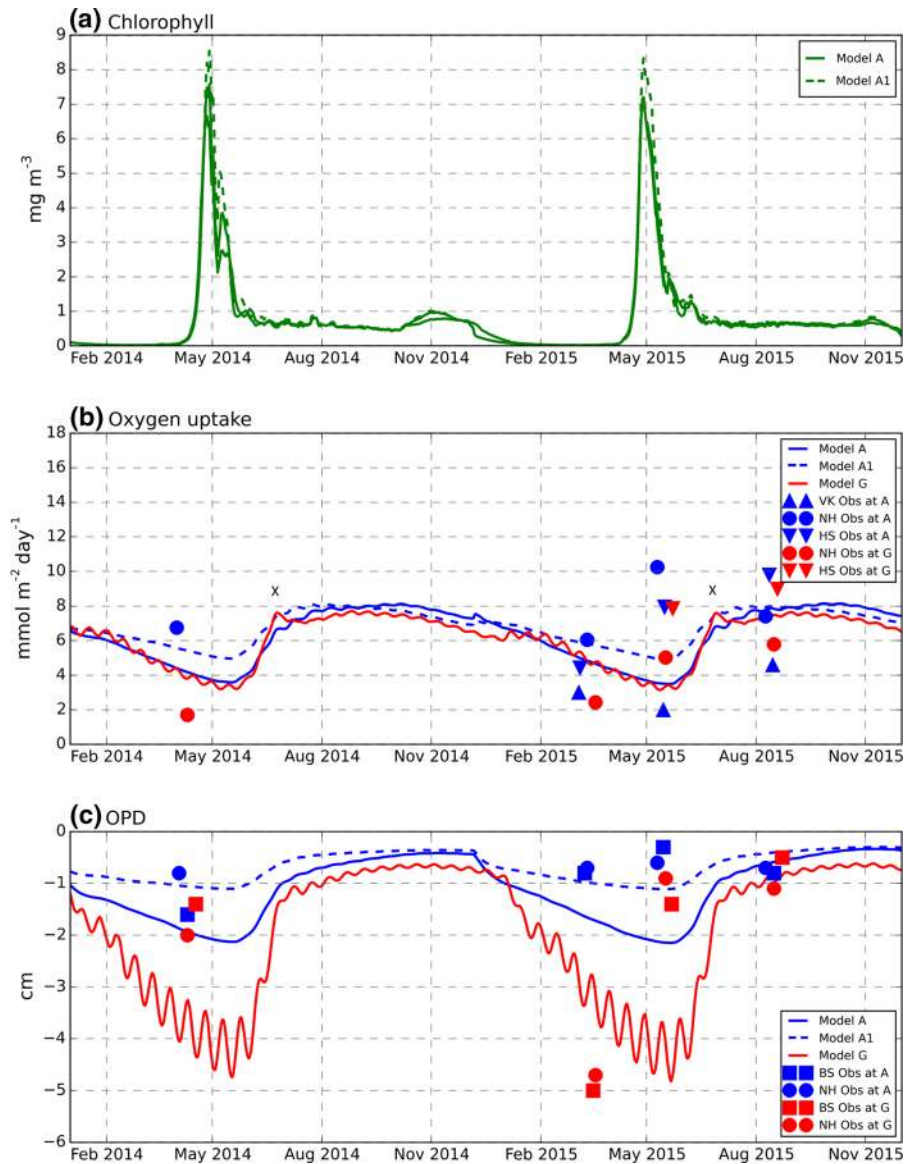 (a) Chlorophyll
9
8
7
6
5
4
3
2
1
0
mg m⁻³
Model A
Model A1
Feb 2014 May 2014 Aug 2014 Nov 2014 Feb 2015 May 2015 Aug 2015 Nov 2015
(b) Oxygen uptake
18
16
14
12
10
8
6
4
2
0
mmol m⁻² day⁻¹
x x
Model A
Model A1
Model G
VK Obs at A
NH Obs at A
HS Obs at A
NH Obs at G
HS Obs at G
Feb 2014 May 2014 Aug 2014 Nov 2014 Feb 2015 May 2015 Aug 2015 Nov 2015
(c) OPD
0
−1
−2
−3
−4
−5
−6
cm
Model A
Model A1
Model G
BS Obs at A
NH Obs at A
BS Obs at G
NH Obs at G
Feb 2014 May 2014 Aug 2014 Nov 2014 Feb 2015 May 2015 Aug 2015 Nov 2015